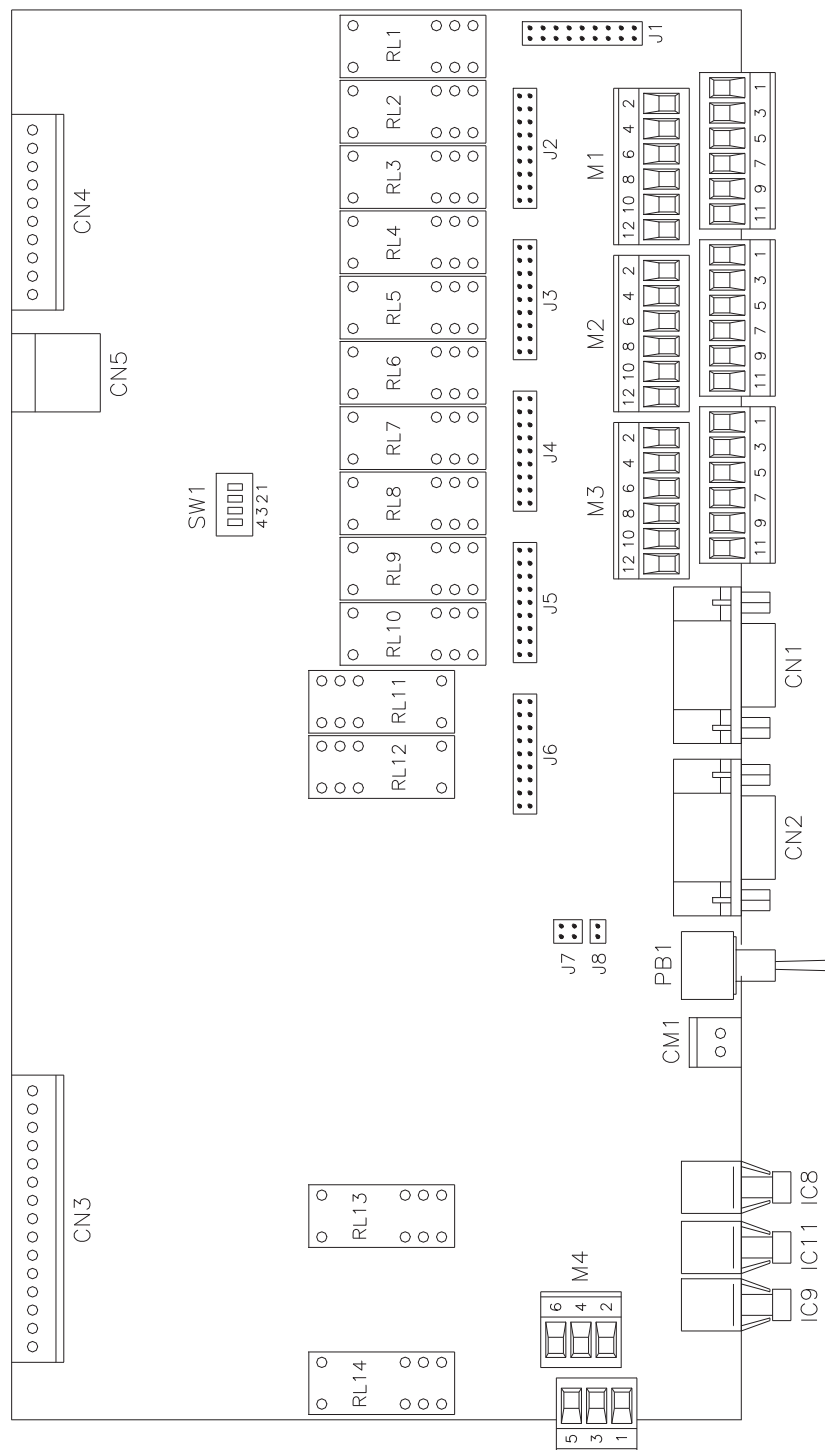 RL1
RL2
RL3
RL4
RL5
RL6
RL7
RL8
RL9
RL10
RL11
RL12
RL13
RL14
CN4
CN5
SW1
4321
CN3
J1
J2
J3
J4
J5
J6
J7
J8
M1
12 10 8 6 4 2
11 9 7 5 3 1
M2
12 10 8 6 4 2
11 9 7 5 3 1
M3
12 10 8 6 4 2
11 9 7 5 3 1
CN1
CN2
PB1
CM1
IC8
IC11
IC9
M4
6 4 2
5 3 1